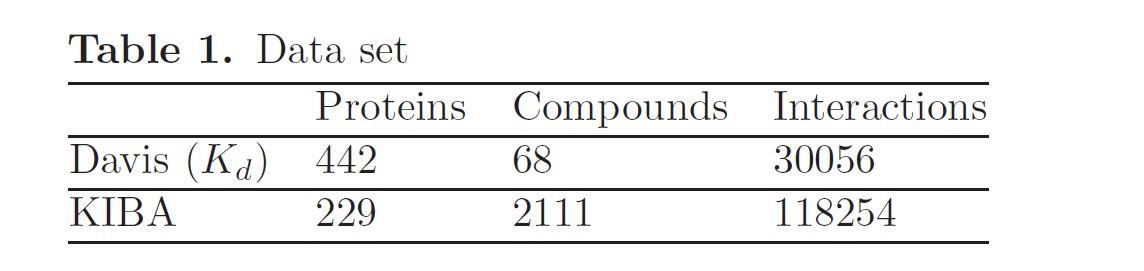 Table 1. Data set
Proteins Compounds Interactions
Davis (K_d) 442 68 30056
KIBA 229 2111 118254